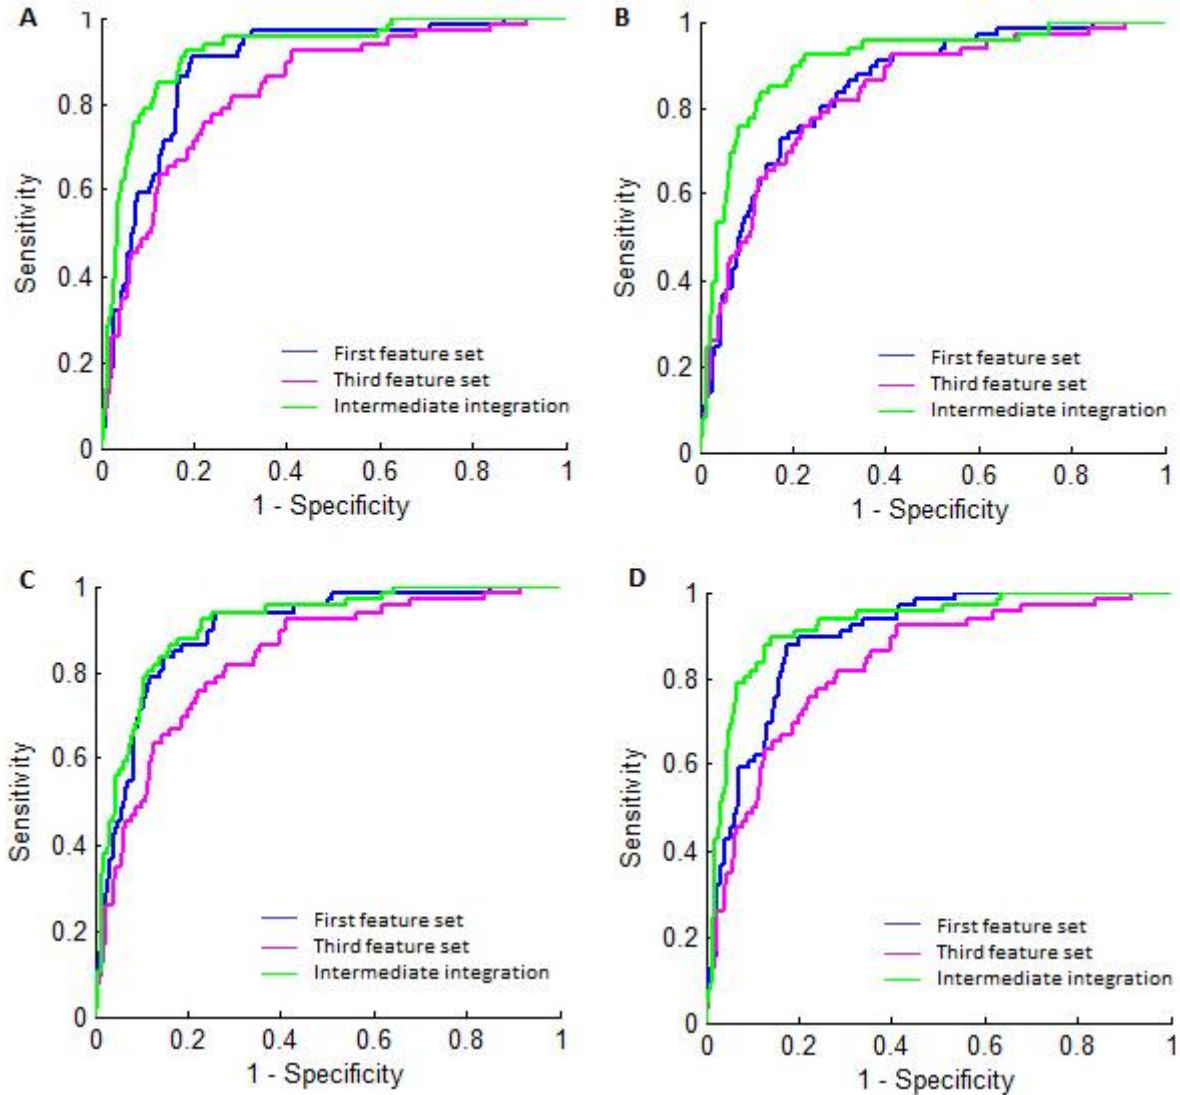 A
1
0.8
0.6
0.4
0.2
0
0 0.2 0.4 0.6 0.8 1
Sensitivity
1 - Specificity
First feature set
Third feature set
Intermediate integration
B
1
0.8
0.6
0.4
0.2
0
0 0.2 0.4 0.6 0.8 1
Sensitivity
1 - Specificity
First feature set
Third feature set
Intermediate integration
C
1
0.8
0.6
0.4
0.2
0
0 0.2 0.4 0.6 0.8 1
Sensitivity
1 - Specificity
First feature set
Third feature set
Intermediate integration
D
1
0.8
0.6
0.4
0.2
0
0 0.2 0.4 0.6 0.8 1
Sensitivity
1 - Specificity
First feature set
Third feature set
Intermediate integration